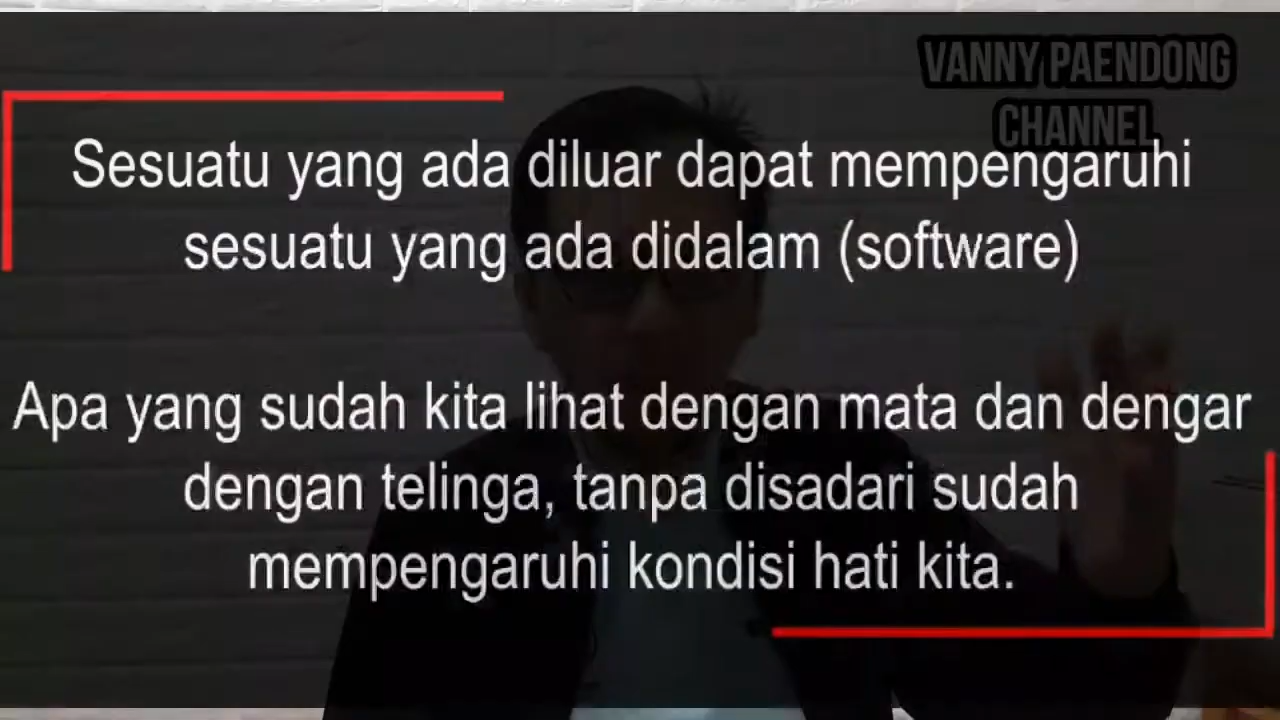 VANNY PAENDONG
CHANNEL
Sesuatu yang ada diluar dapat mempengaruhi
sesuatu yang ada didalam (software)
Apa yang sudah kita lihat dengan mata dan dengar
dengan telinga, tanpa disadari sudah
mempengaruhi kondisi hati kita.